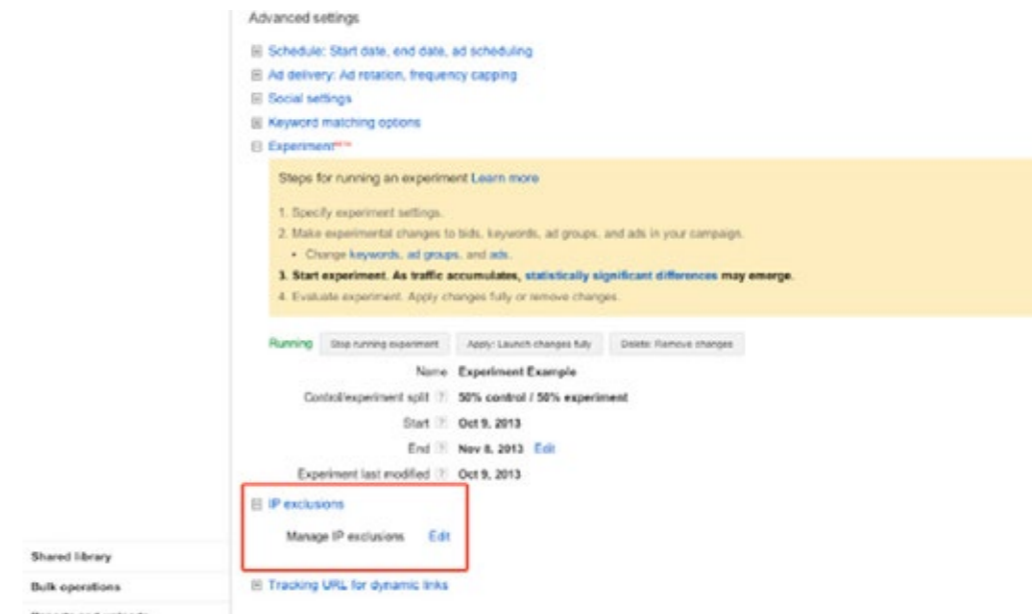 Advanced settings
Schedule: Start date, end date, ad scheduling
Ad delivery: Ad rotation, frequency capping
Social settings
Keyword matching options
Experiment
Steps for running an experiment Learn more
1. Specify experiment settings.
2. Make experimental changes to bids, keywords, ad groups, and ads in your campaign.
• Change keywords, ad groups, and ads.
3. Start experiment. As traffic accumulates, statistically significant differences may emerge.
4. Evaluate experiment. Apply changes fully or remove changes.
Running Stop running experiment Apply: Launch changes fully Delete: Remove changes
Name Experiment Example
Control/experiment split ? 50% control / 50% experiment
Start ? Oct 9, 2013
End ? Nov 8, 2013 Edit
Experiment last modified ? Oct 9, 2013
IP exclusions
Manage IP exclusions Edit
Shared library
Bulk operations
Tracking URL for dynamic links